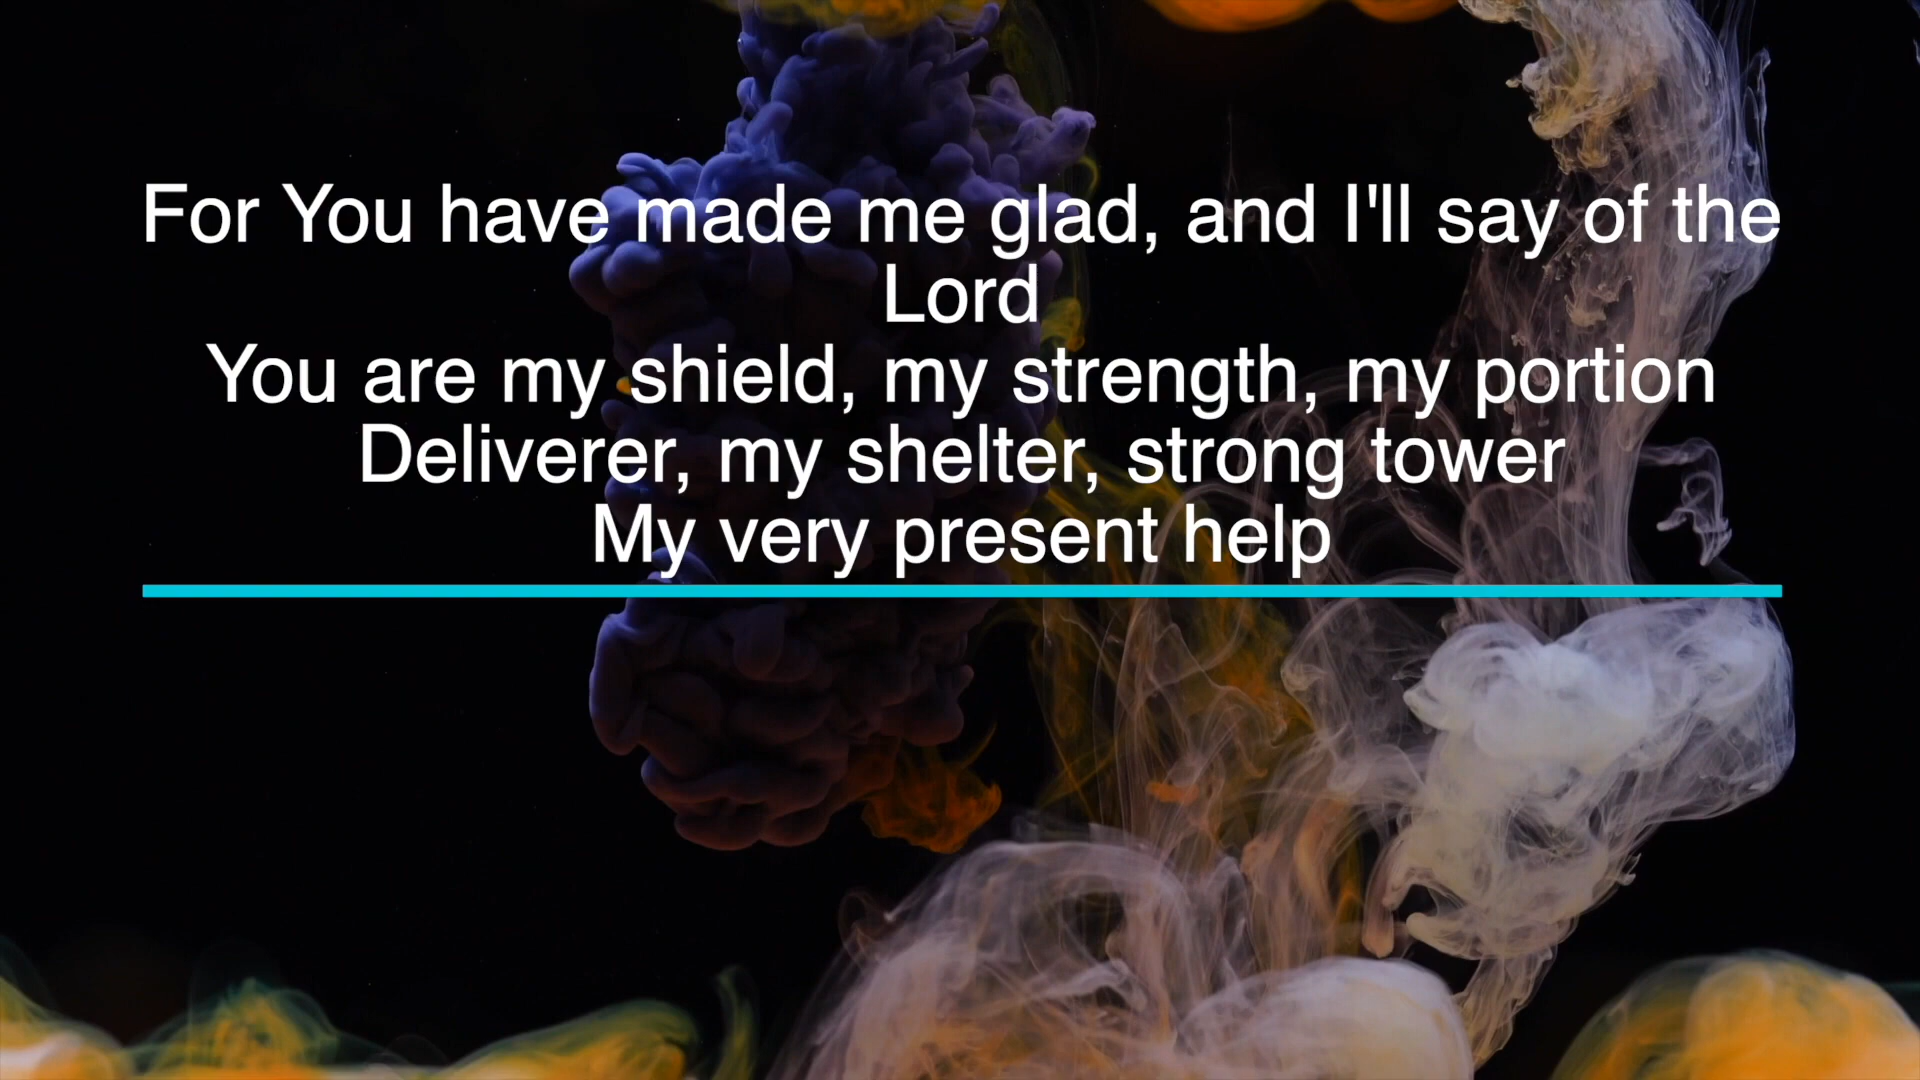 For You have made me glad, and I'll say of the
Lord
You are my shield, my strength, my portion
Deliverer, my shelter, strong tower
My very present help